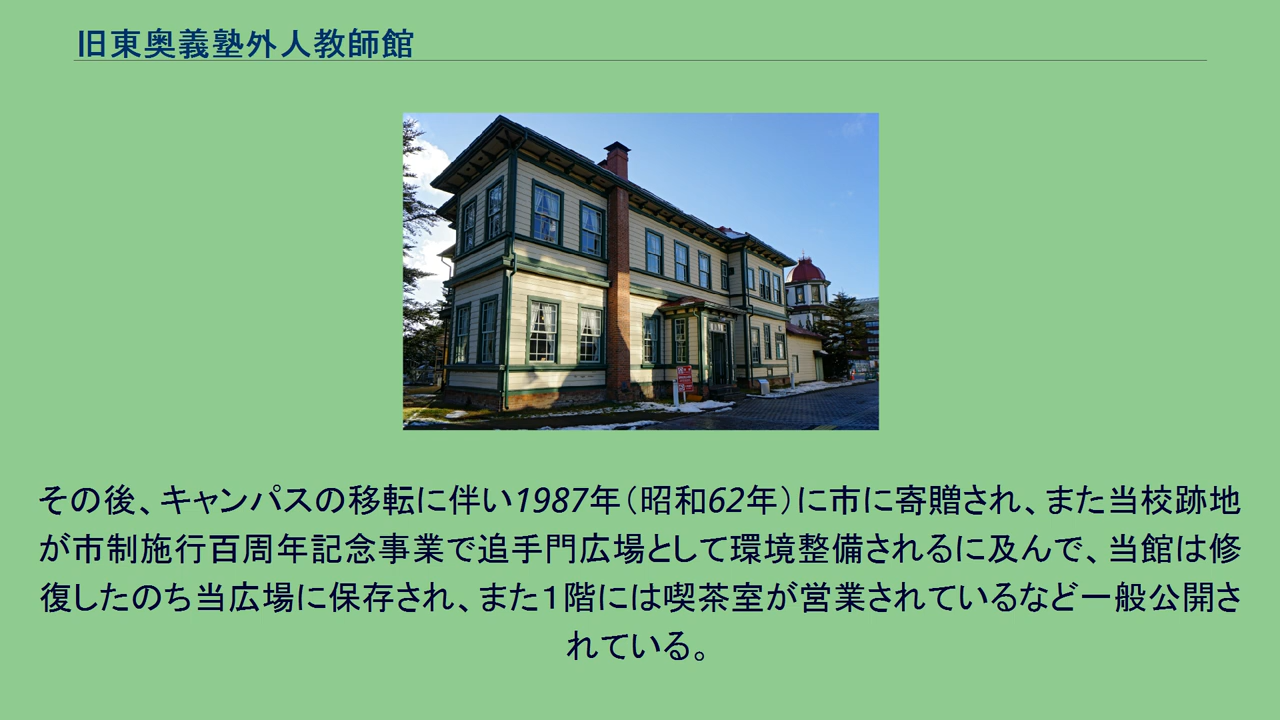 旧東奥義塾外人教師館
その後、キャンパスの移転に伴い1987年（昭和62年）に市に寄贈され、また当校跡地
が市制施行百周年記念事業で追手門広場として環境整備されるに及んで、当館は修
復したのち当広場に保存され、また１階には喫茶室が営業されているなど一般公開さ
れている。